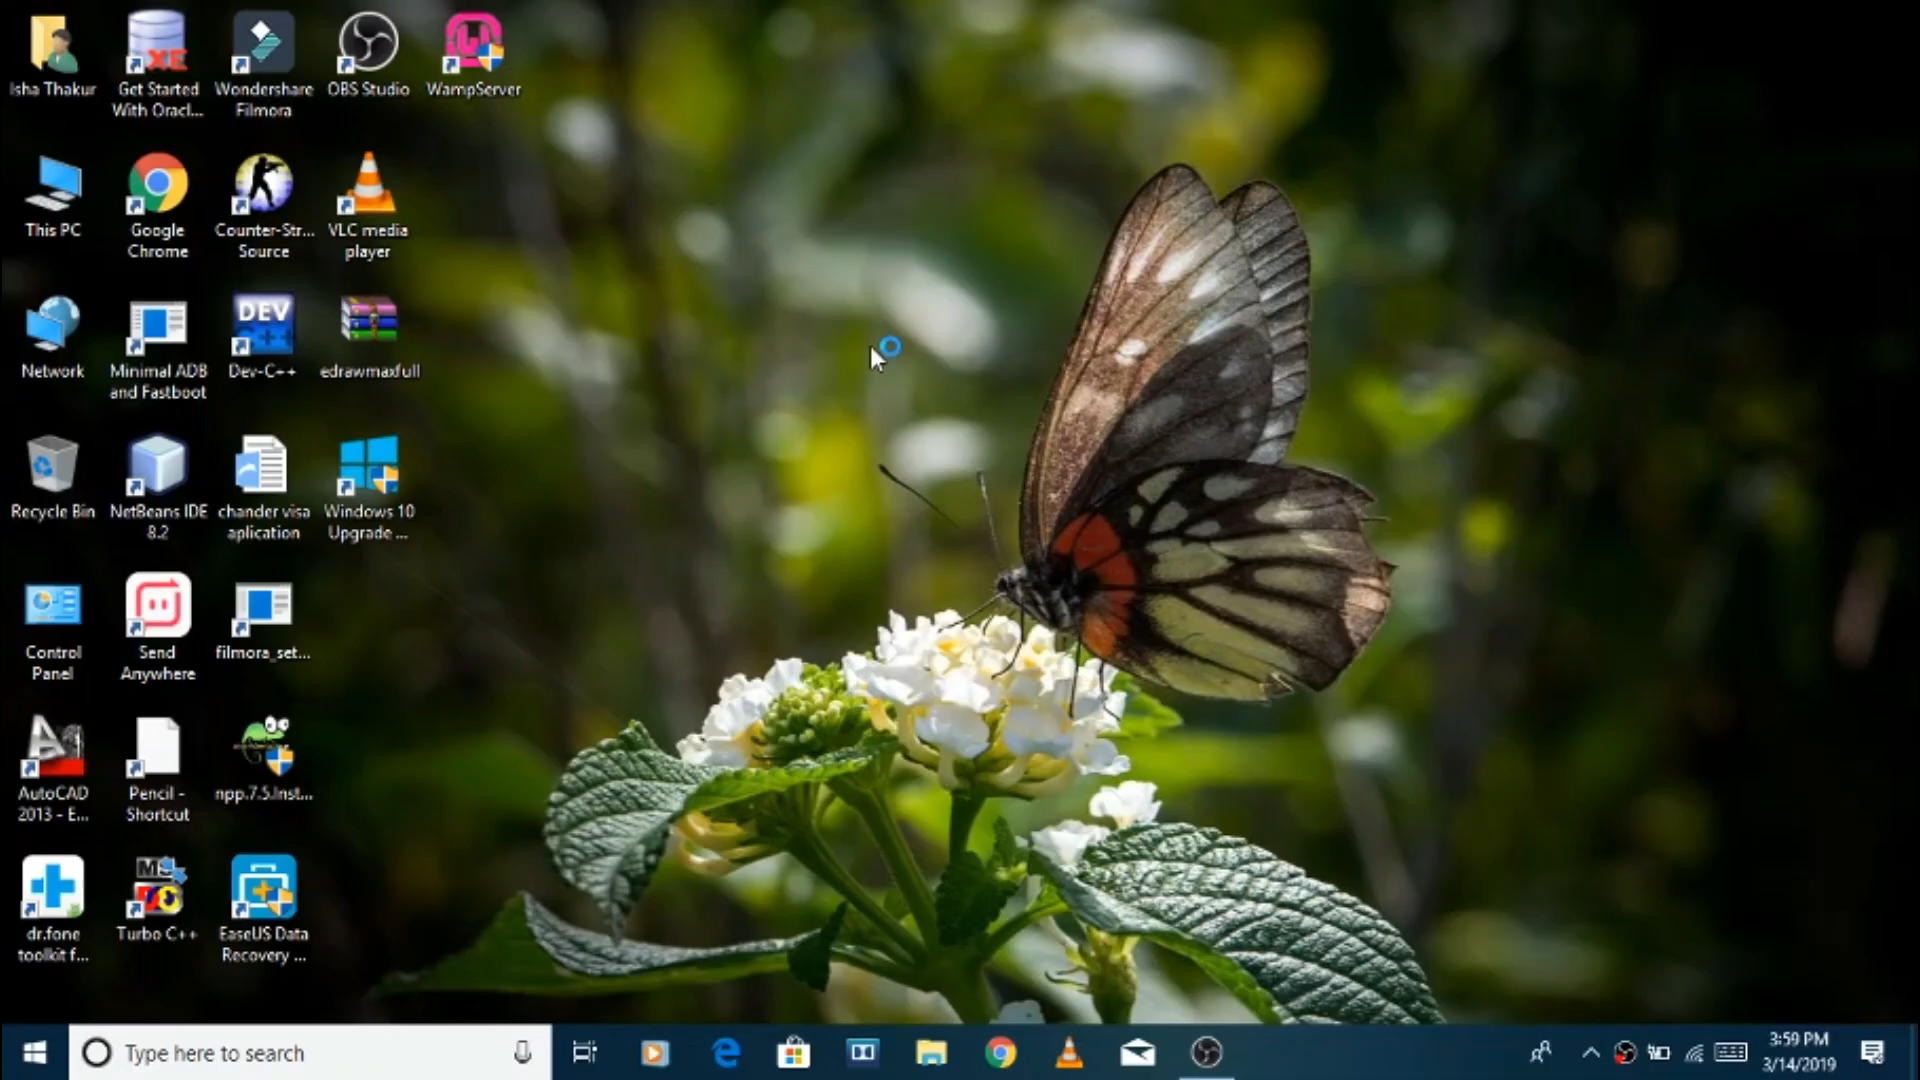 Isha Thakur
Get Started
With Oracl...
Wondershare
Filmora
OBS Studio
WampServer
This PC
Google
Chrome
Counter-Str...
Source
VLC media
player
Network
Minimal ADB
and Fastboot
DEV
C++
Dev-C++
edrawmaxfull
Recycle Bin
NetBeans IDE
8.2
chander visa
aplication
Windows 10
Upgrade ...
Control
Panel
Send
Anywhere
filmora_set...
AutoCAD
2013 - E...
Pencil -
Shortcut
npp.7.5.Inst...
dr.fone
toolkit f...
Turbo C++
EaseUS Data
Recovery ...
XE
Type here to search
3:59 PM
3/14/2019